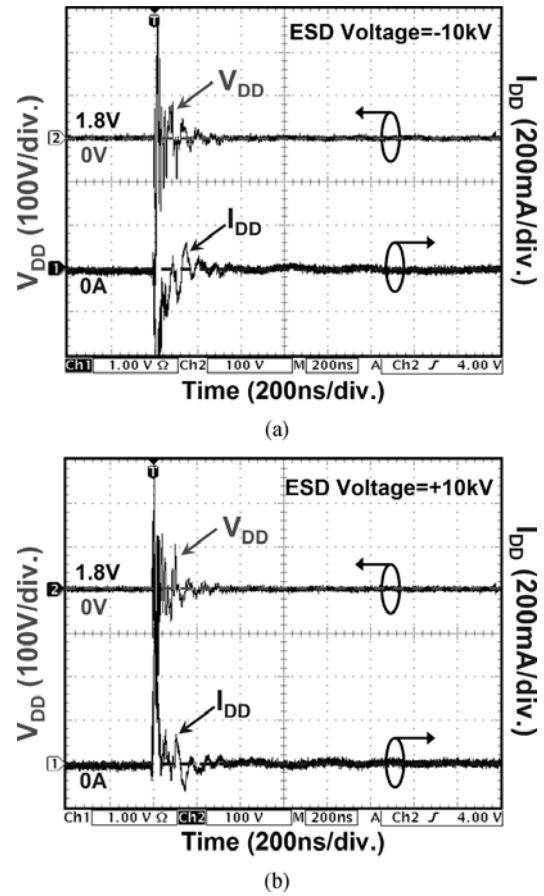 T
ESD Voltage=-10kV
VDD
1.8V
2
0V
IDD
1
0A
VDD (100V/div.)
IDD (200mA/div.)
Ch1 1.00 V Ω Ch2 100 V M 200ns A Ch2 ʃ 4.00 V
Time (200ns/div.)
(a)
T
ESD Voltage=+10kV
VDD
1.8V
2
0V
IDD
1
0A
VDD (100V/div.)
IDD (200mA/div.)
Ch1 1.00 V Ω Ch2 100 V M 200ns A Ch2 ʃ 4.00 V
Time (200ns/div.)
(b)